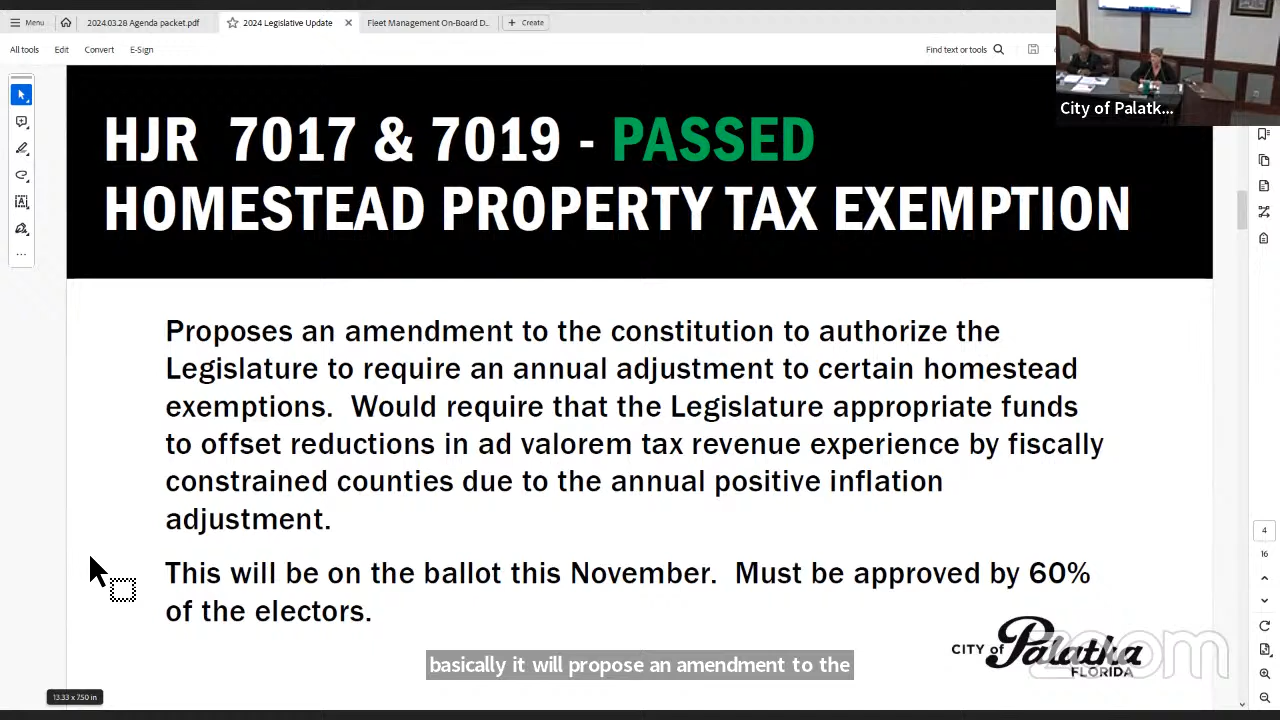 Menu
2024.03.28 Agenda packet.pdf
2024 Legislative Update
Fleet Management On-Board D...
Create
All tools
Edit
Convert
E-Sign
Find text or tools
City of Palatk...
HJR 7017 & 7019 - PASSED
HOMESTEAD PROPERTY TAX EXEMPTION
Proposes an amendment to the constitution to authorize the
Legislature to require an annual adjustment to certain homestead
exemptions. Would require that the Legislature appropriate funds
to offset reductions in ad valorem tax revenue experience by fiscally
constrained counties due to the annual positive inflation
adjustment.
This will be on the ballot this November. Must be approved by 60%
of the electors.
4
16
CITY of Palatka
FLORIDA
zoom
basically it will propose an amendment to the
13.33 x 7.50 in